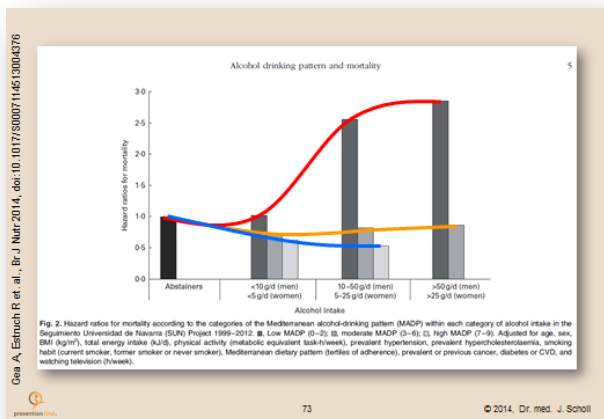 Gea A, Estruch R et. al., Br J Nutr 2014, doi:10.1017/S0007114513004376
Alcohol drinking pattern and mortality
5
Hazard ratios for mortality
3·0
2·5
2·0
1·5
1·0
0·5
0·0
Abstainers
<10 g/d (men)
<5 g/d (women)
10–50 g/d (men)
5–25 g/d (women)
>50 g/d (men)
>25 g/d (women)
Alcohol intake
Fig. 2. Hazard ratios for mortality according to the categories of the Mediterranean alcohol-drinking pattern (MADP) within each category of alcohol intake in the
Seguimiento Universidad de Navarra (SUN) Project 1999–2012. ■, Low MADP (0–2); ▒, moderate MADP (3–6); □, high MADP (7–9). Adjusted for age, sex,
BMI (kg/m²), total energy intake (kJ/d), physical activity (metabolic equivalent task-h/week), prevalent hypertension, prevalent hypercholesterolaemia, smoking
habit (current smoker, former smoker or never smoker), Mediterranean dietary pattern (tertiles of adherence), prevalent or previous cancer, diabetes or CVD, and
watching television (h/week).
preventionfirst
73
© 2014, Dr. med. J. Scholl